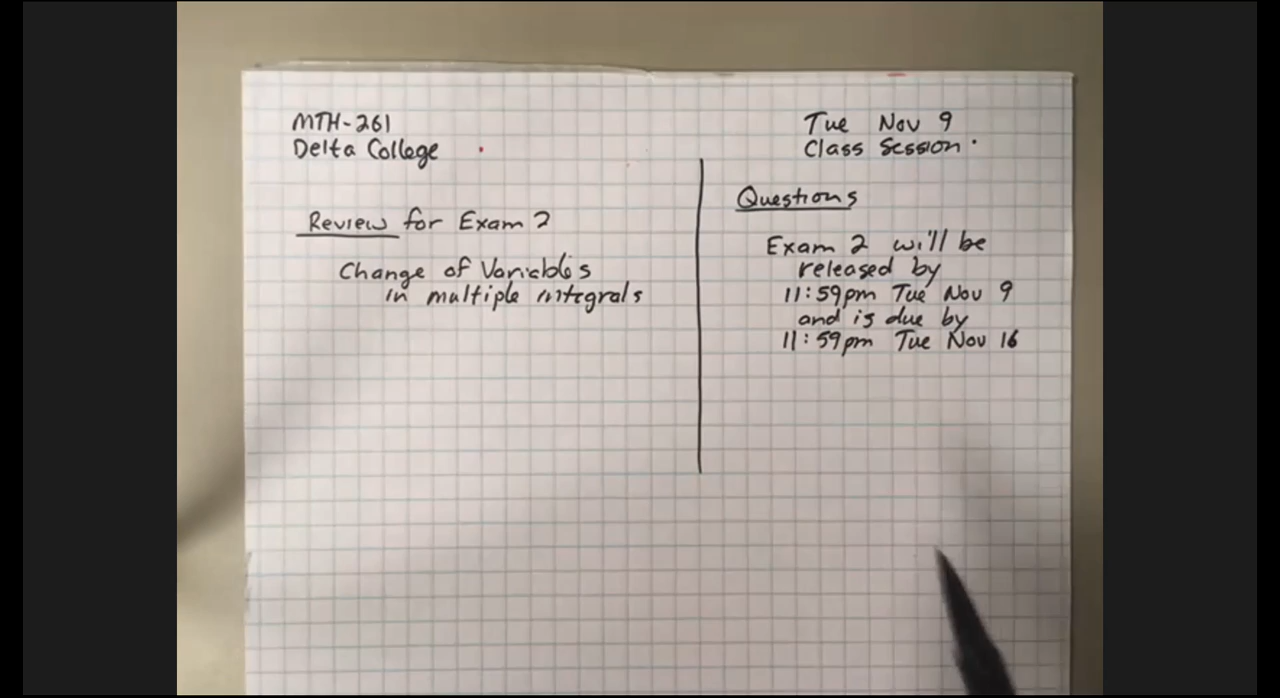 MTH-261
Delta College
Tue Nov 9
Class Session.
Review for Exam 2
Change of Variables
in multiple integrals
Questions
Exam 2 will be
released by
11:59pm Tue Nov 9
and is due by
11:59pm Tue Nov 16